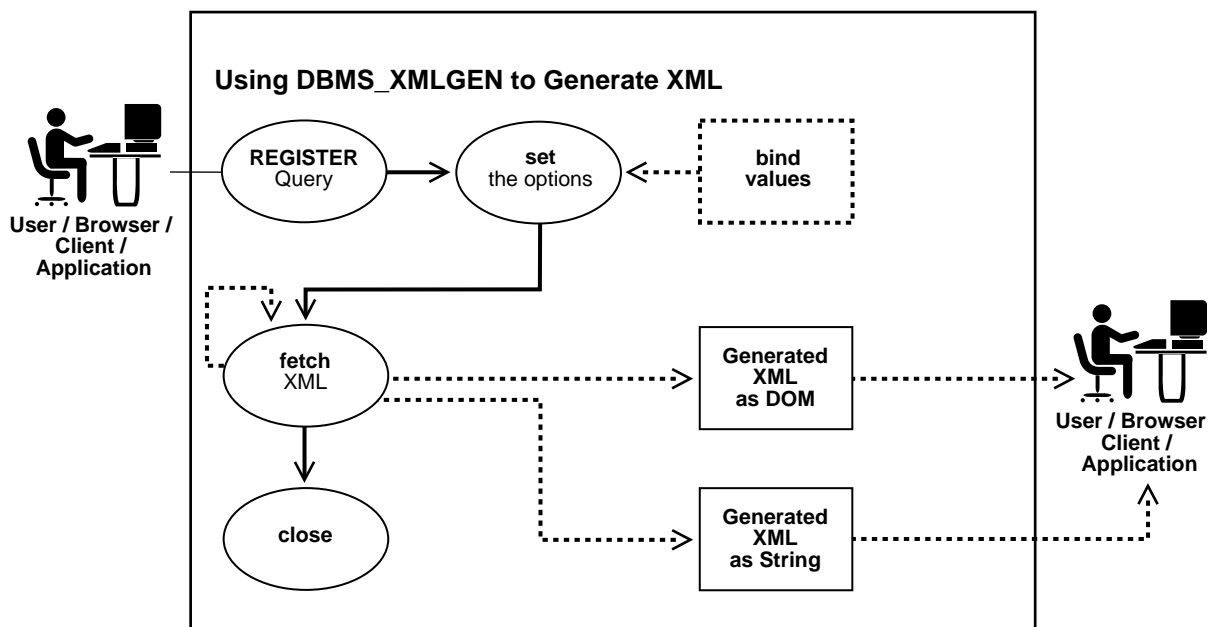 Using DBMS_XMLGEN to Generate XML
REGISTER
Query
set
the options
bind
values
User / Browser /
Client /
Application
fetch
XML
Generated
XML
as DOM
User / Browser
Client /
Application
close
Generated
XML
as String